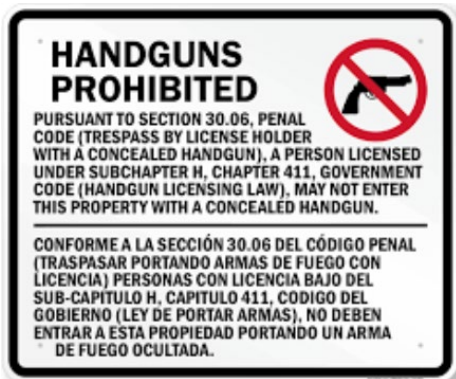 HANDGUNS
PROHIBITED
PURSUANT TO SECTION 30.06, PENAL
CODE (TRESPASS BY LICENSE HOLDER
WITH A CONCEALED HANDGUN), A PERSON LICENSED
UNDER SUBCHAPTER H, CHAPTER 411, GOVERNMENT
CODE (HANDGUN LICENSING LAW), MAY NOT ENTER
THIS PROPERTY WITH A CONCEALED HANDGUN.
CONFORME A LA SECCIÓN 30.06 DEL CÓDIGO PENAL
(TRASPASAR PORTANDO ARMAS DE FUEGO CON
LICENCIA) PERSONAS CON LICENCIA BAJO DEL
SUB-CAPITULO H, CAPITULO 411, CODIGO DEL
GOBIERNO (LEY DE PORTAR ARMAS), NO DEBEN
ENTRAR A ESTA PROPIEDAD PORTANDO UN ARMA
DE FUEGO OCULTADA.